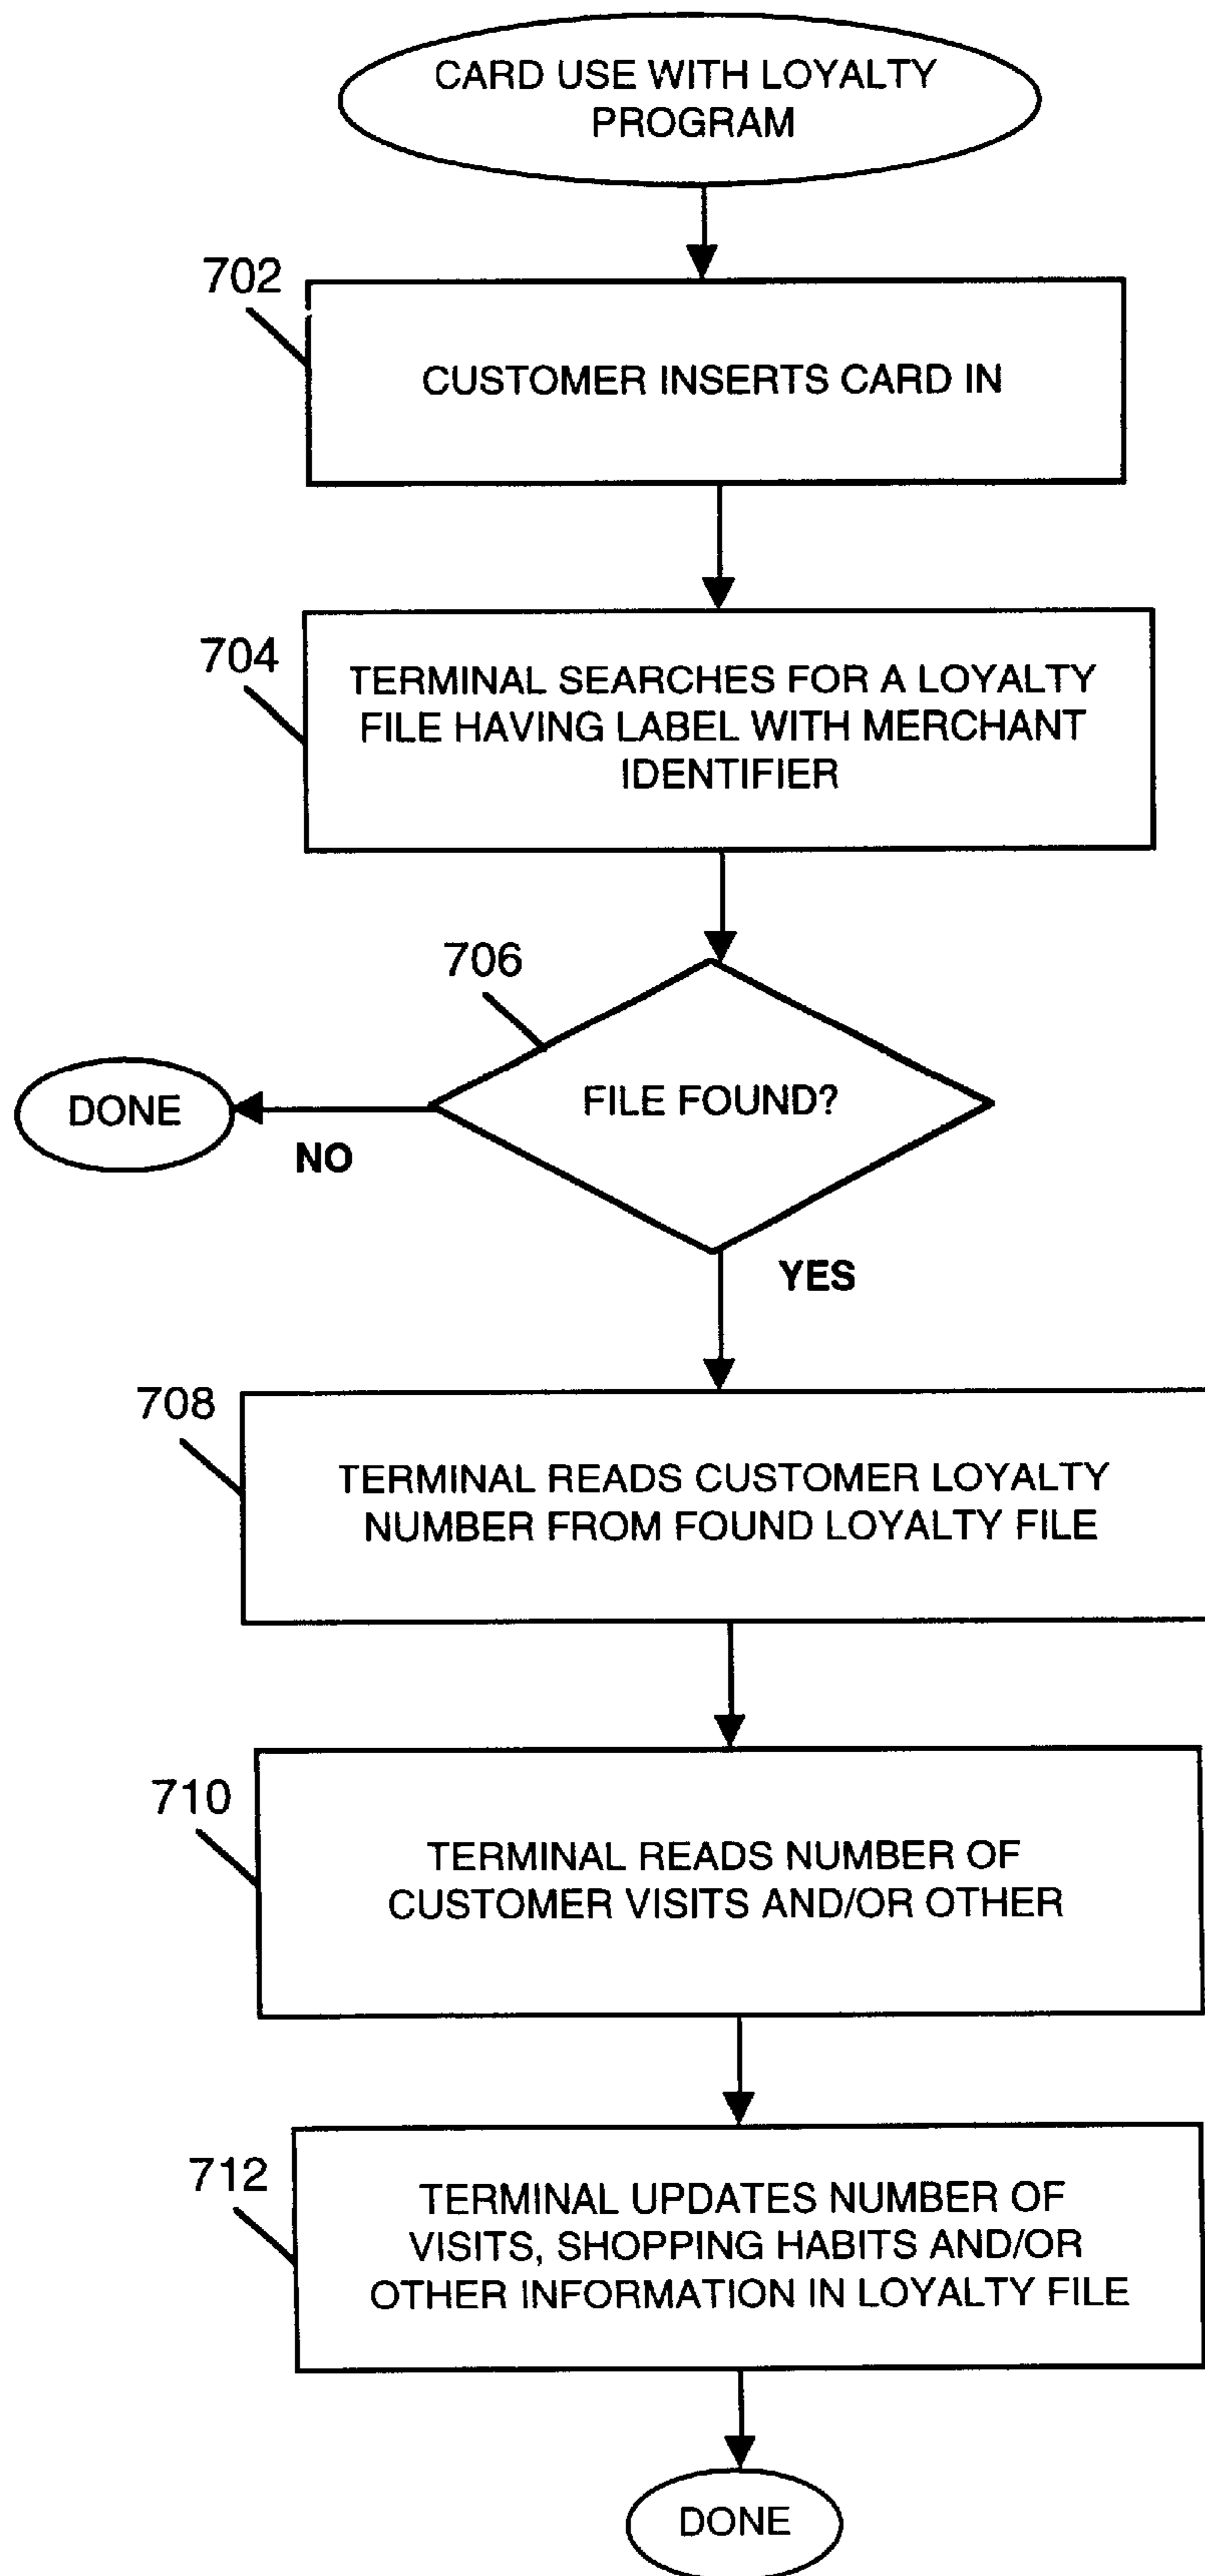 CARD USE WITH LOYALTY
PROGRAM
702
CUSTOMER INSERTS CARD IN
704
TERMINAL SEARCHES FOR A LOYALTY
FILE HAVING LABEL WITH MERCHANT
IDENTIFIER
706
FILE FOUND?
DONE
NO
YES
708
TERMINAL READS CUSTOMER LOYALTY
NUMBER FROM FOUND LOYALTY FILE
710
TERMINAL READS NUMBER OF
CUSTOMER VISITS AND/OR OTHER
712
TERMINAL UPDATES NUMBER OF
VISITS, SHOPPING HABITS AND/OR
OTHER INFORMATION IN LOYALTY FILE
DONE